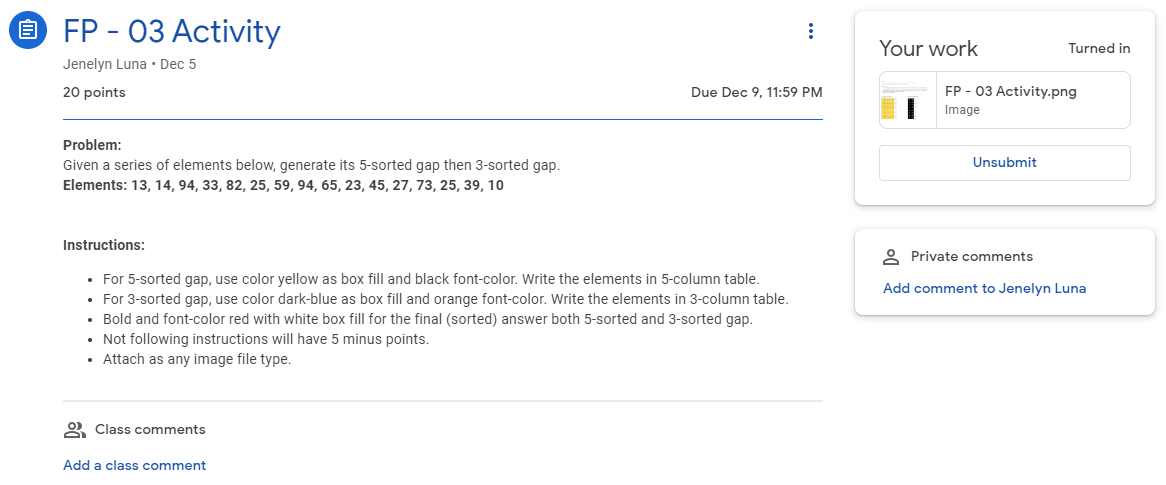 FP - 03 Activity
Jenelyn Luna • Dec 5
20 points
Due Dec 9, 11:59 PM
Problem:
Given a series of elements below, generate its 5-sorted gap then 3-sorted gap.
Elements: 13, 14, 94, 33, 82, 25, 59, 94, 65, 23, 45, 27, 73, 25, 39, 10
Instructions:
• For 5-sorted gap, use color yellow as box fill and black font-color. Write the elements in 5-column table.
• For 3-sorted gap, use color dark-blue as box fill and orange font-color. Write the elements in 3-column table.
• Bold and font-color red with white box fill for the final (sorted) answer both 5-sorted and 3-sorted gap.
• Not following instructions will have 5 minus points.
• Attach as any image file type.
Class comments
Add a class comment
Your work
Turned in
FP - 03 Activity.png
Image
Unsubmit
Private comments
Add comment to Jenelyn Luna